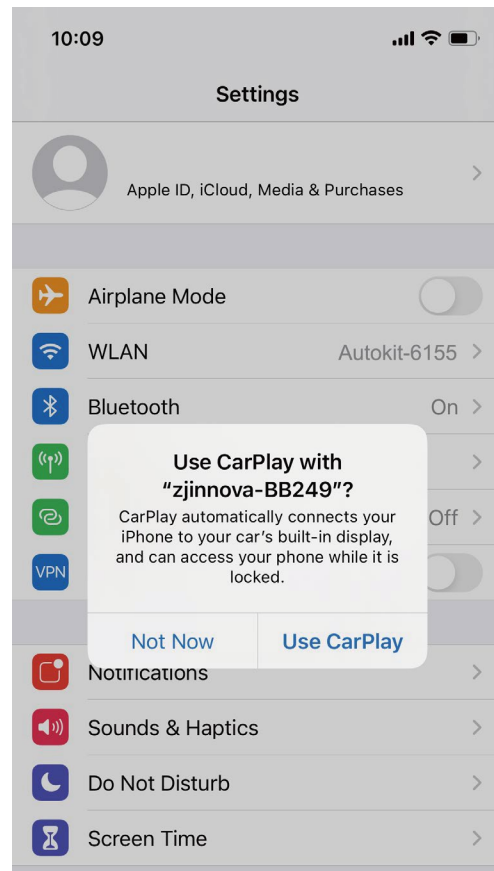 10:09
Settings
Apple ID, iCloud, Media & Purchases
Airplane Mode
WLAN Autokit-6155
Bluetooth On
Use CarPlay with
“zjinnova-BB249”?
CarPlay automatically connects your
iPhone to your car’s built-in display,
and can access your phone while it is
locked.
Off
VPN
Not Now Use CarPlay
Notifications
Sounds & Haptics
Do Not Disturb
Screen Time